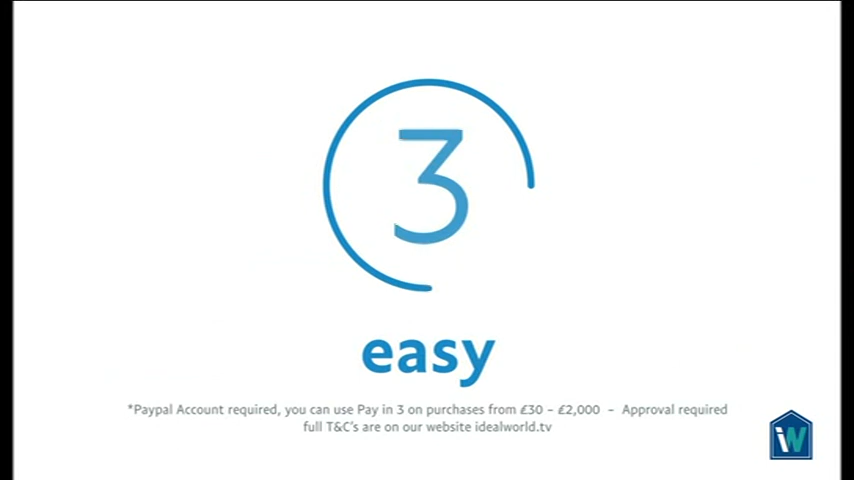 3
easy
*Paypal Account required, you can use Pay in 3 on purchases from £30 - £2,000 - Approval required
full T&C's are on our website idealworld.tv
iW